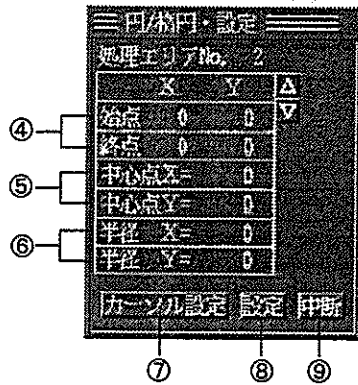 円/楕円・設定
処理エリアNo. 2
X Y △
始点 0 0 ▽
終点 0 0
中心点X= 0
中心点Y= 0
半径 X= 0
半径 Y= 0
カーソル設定 設定 中断
④
⑤
⑥
⑦ ⑧ ⑨